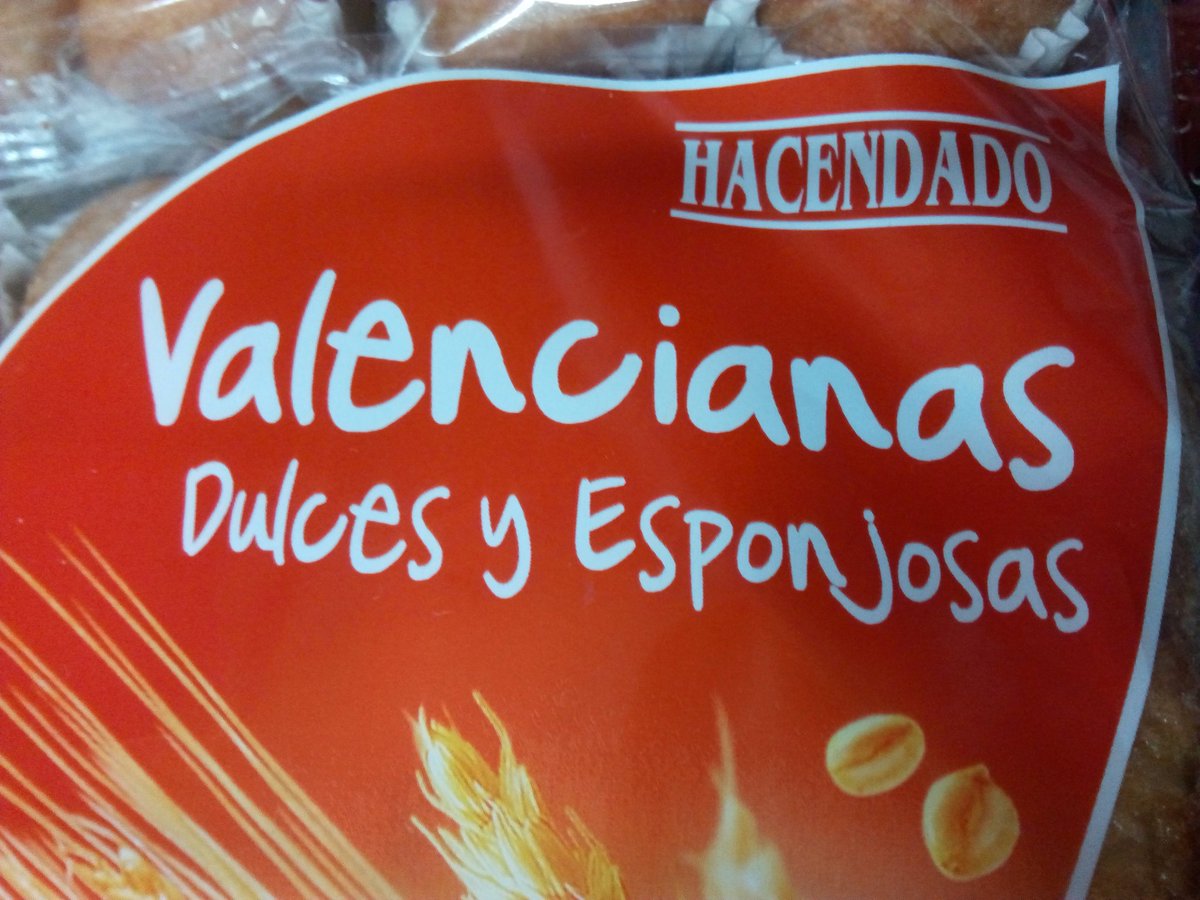 HACENDADO
Valencianas
Dulces y Esponjosas